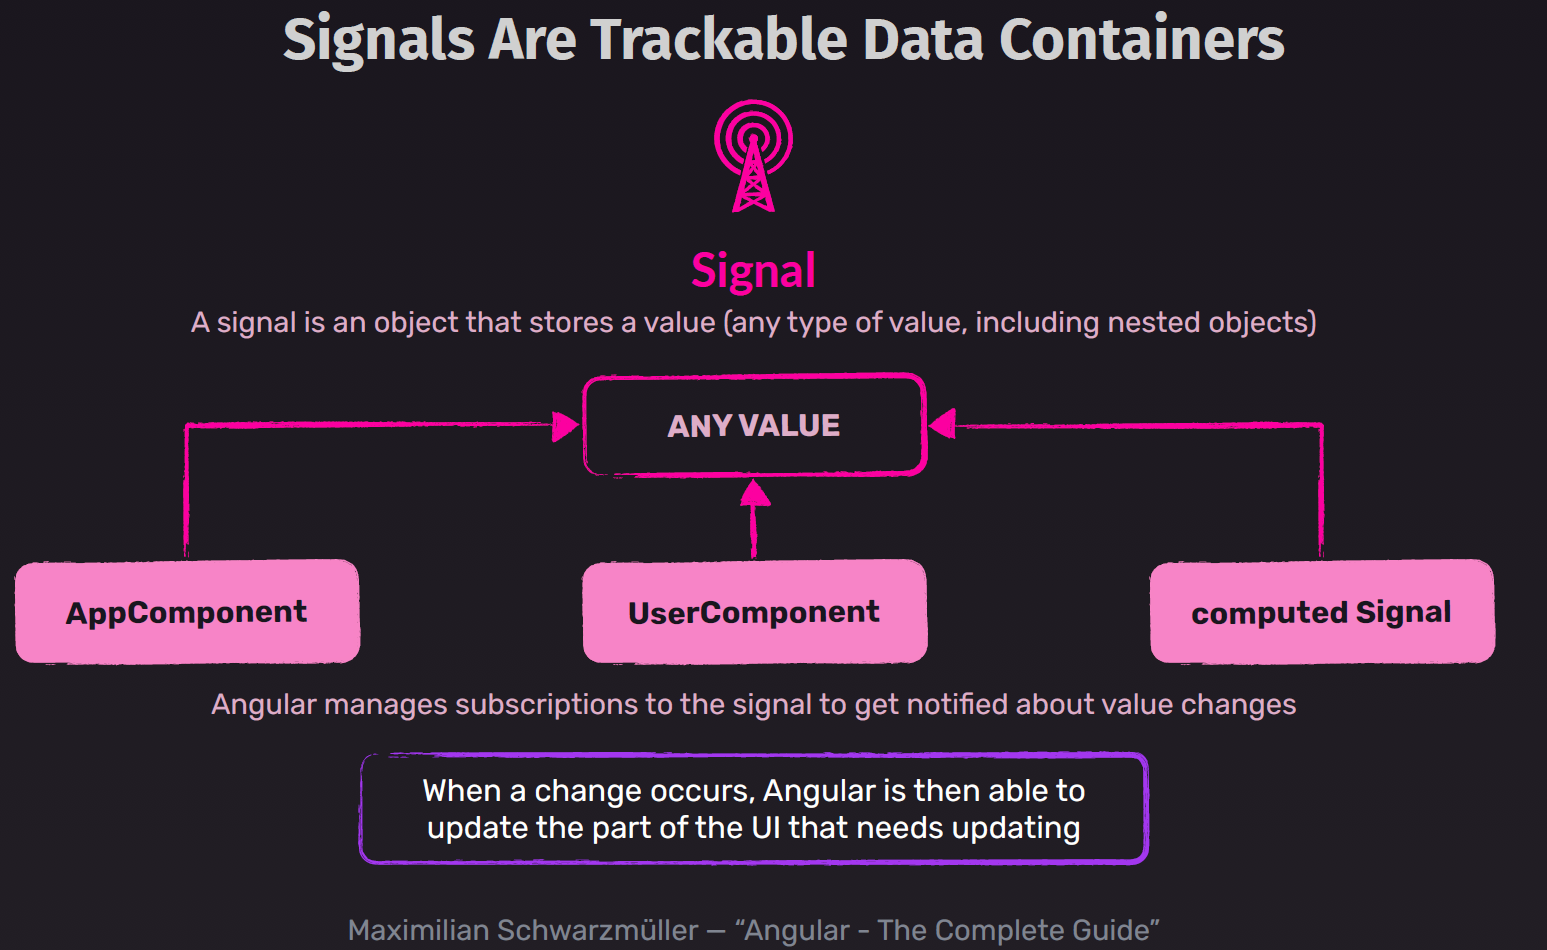 Signals Are Trackable Data Containers
Signal
A signal is an object that stores a value (any type of value, including nested objects)
ANY VALUE
AppComponent
UserComponent
computed Signal
Angular manages subscriptions to the signal to get notified about value changes
When a change occurs, Angular is then able to
update the part of the UI that needs updating
Maximilian Schwarzmüller — “Angular - The Complete Guide”